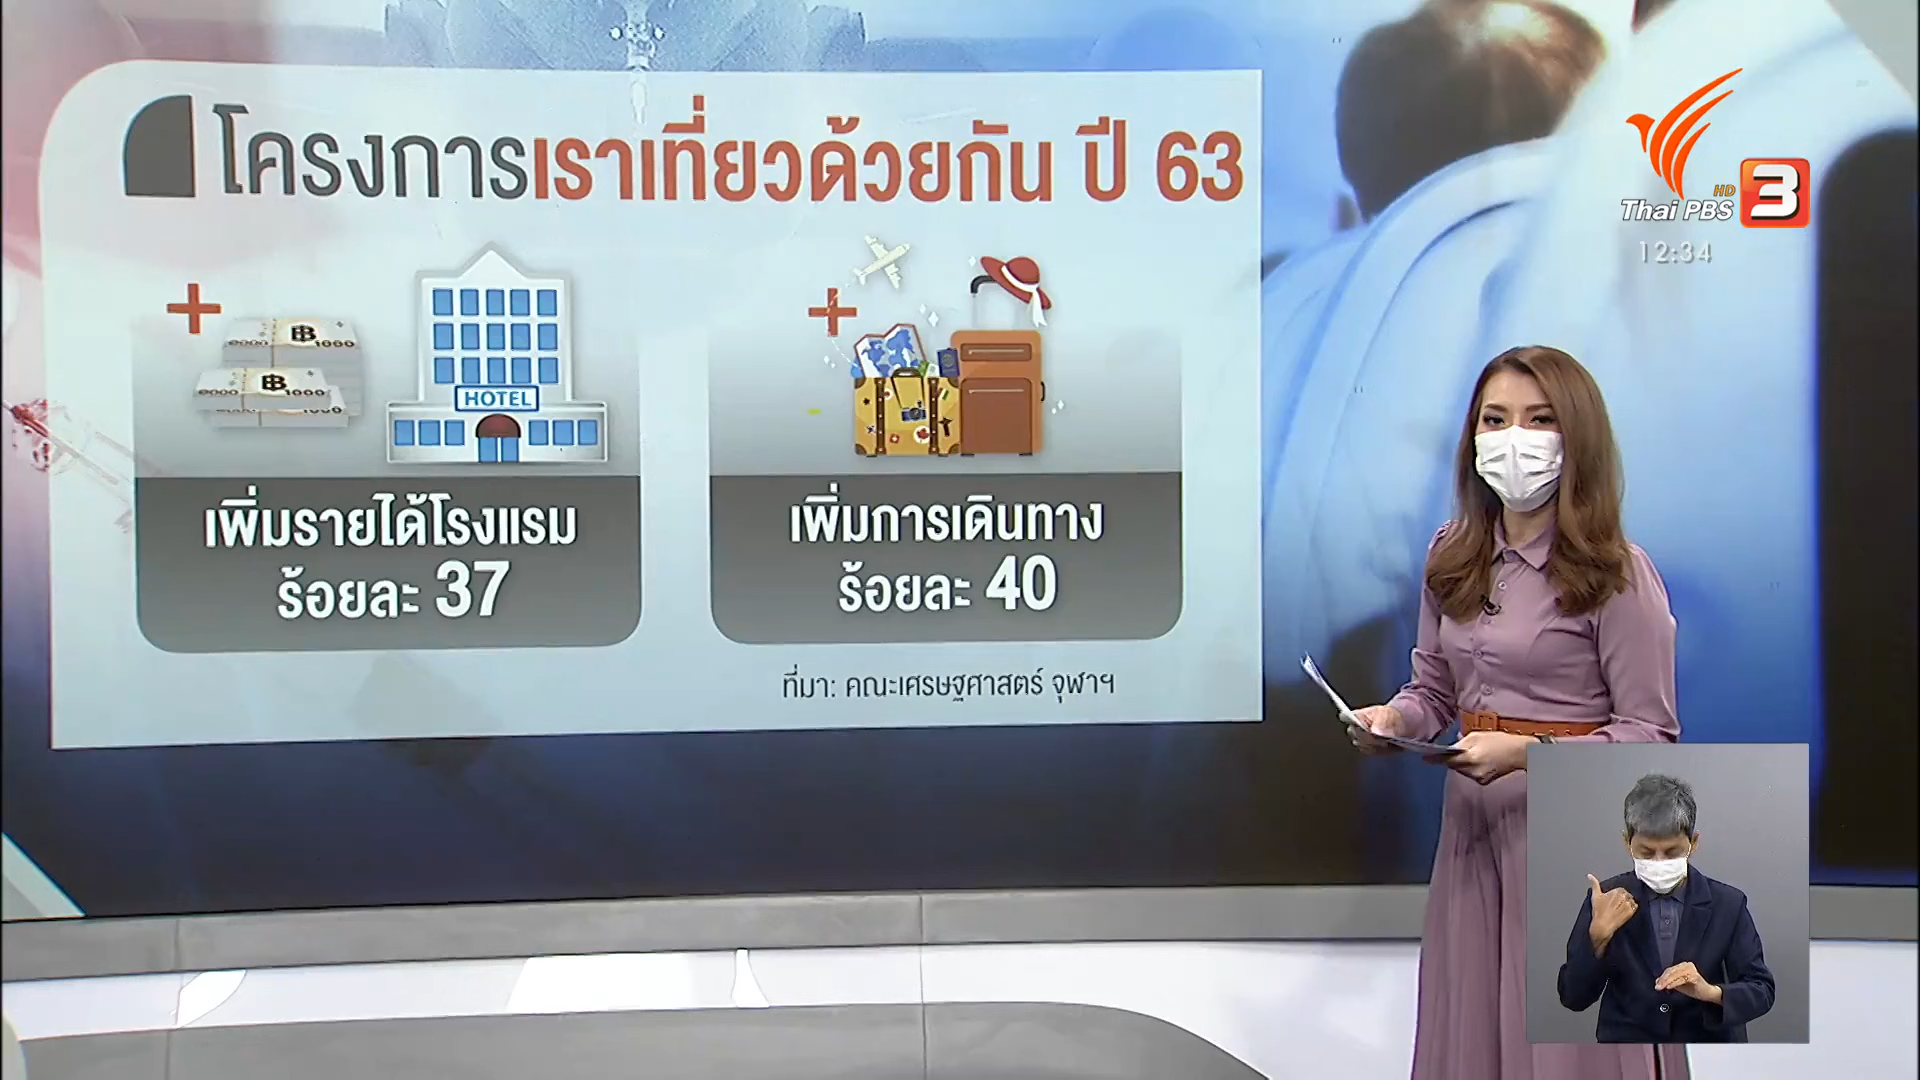 โครงการเราเที่ยวด้วยกัน ปี 63
HD
Thai PBS 3
12:34
1000
1000
HOTEL
เพิ่มรายได้โรงแรม
ร้อยละ 37
เพิ่มการเดินทาง
ร้อยละ 40
ที่มา: คณะเศรษฐศาสตร์ จุฬาฯ